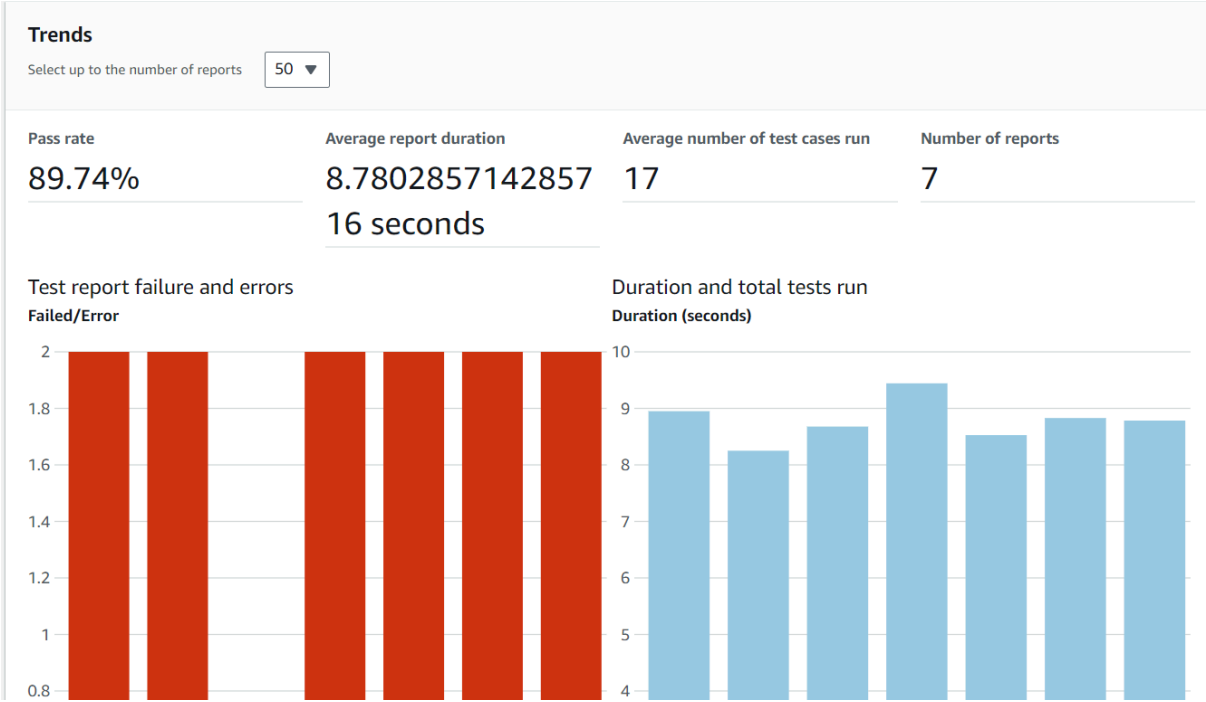 Trends
Select up to the number of reports 50
Pass rate
89.74%
Average report duration
8.7802857142857
16 seconds
Average number of test cases run
17
Number of reports
7
Test report failure and errors
Failed/Error
2
1.8
1.6
1.4
1.2
1
0.8
Duration and total tests run
Duration (seconds)
10
9
8
7
6
5
4